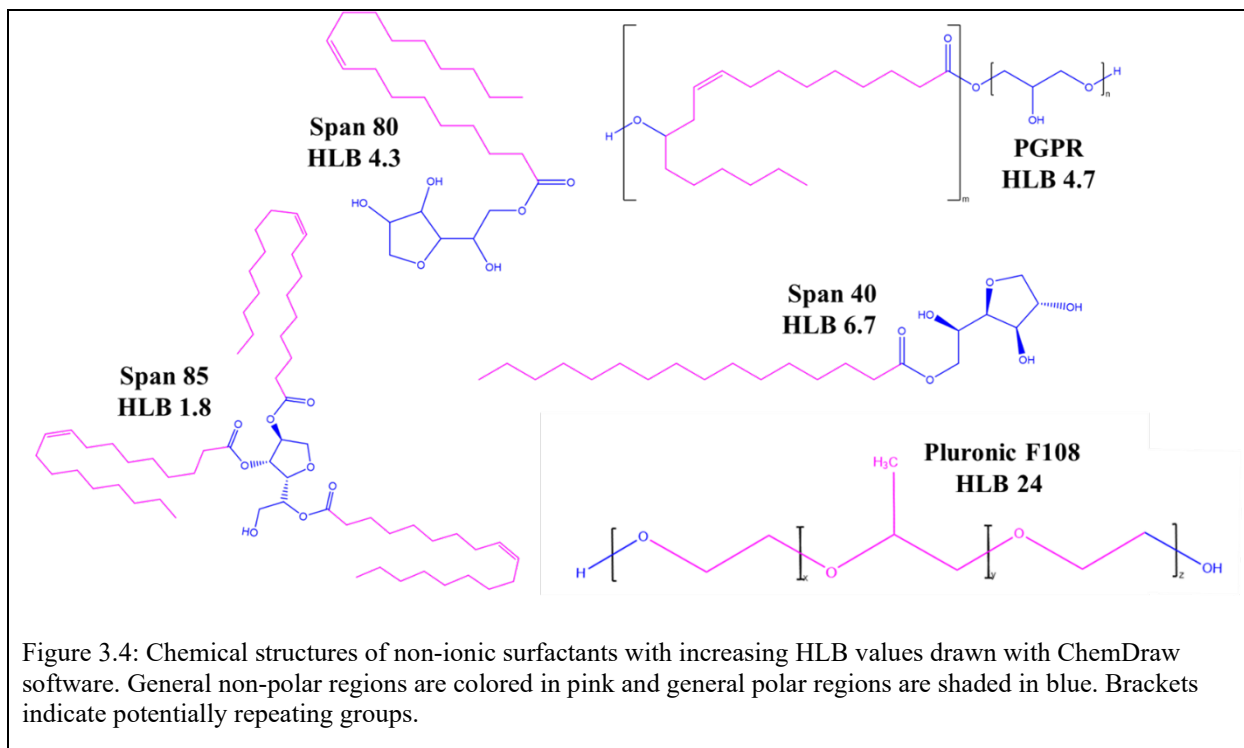 Span 80
HLB 4.3
HO
OH
O
O
O
OH
H
O
O
O
O
H
OH
m
n
PGPR
HLB 4.7
Span 40
HLB 6.7
O
HO
OH
OH
O
O
Span 85
HLB 1.8
O
O
O
O
O
O
O
HO
Pluronic F108
HLB 24
H₃C
H
O
x
O
y
O
z
OH
Figure 3.4: Chemical structures of non-ionic surfactants with increasing HLB values drawn with ChemDraw
software. General non-polar regions are colored in pink and general polar regions are shaded in blue. Brackets
indicate potentially repeating groups.